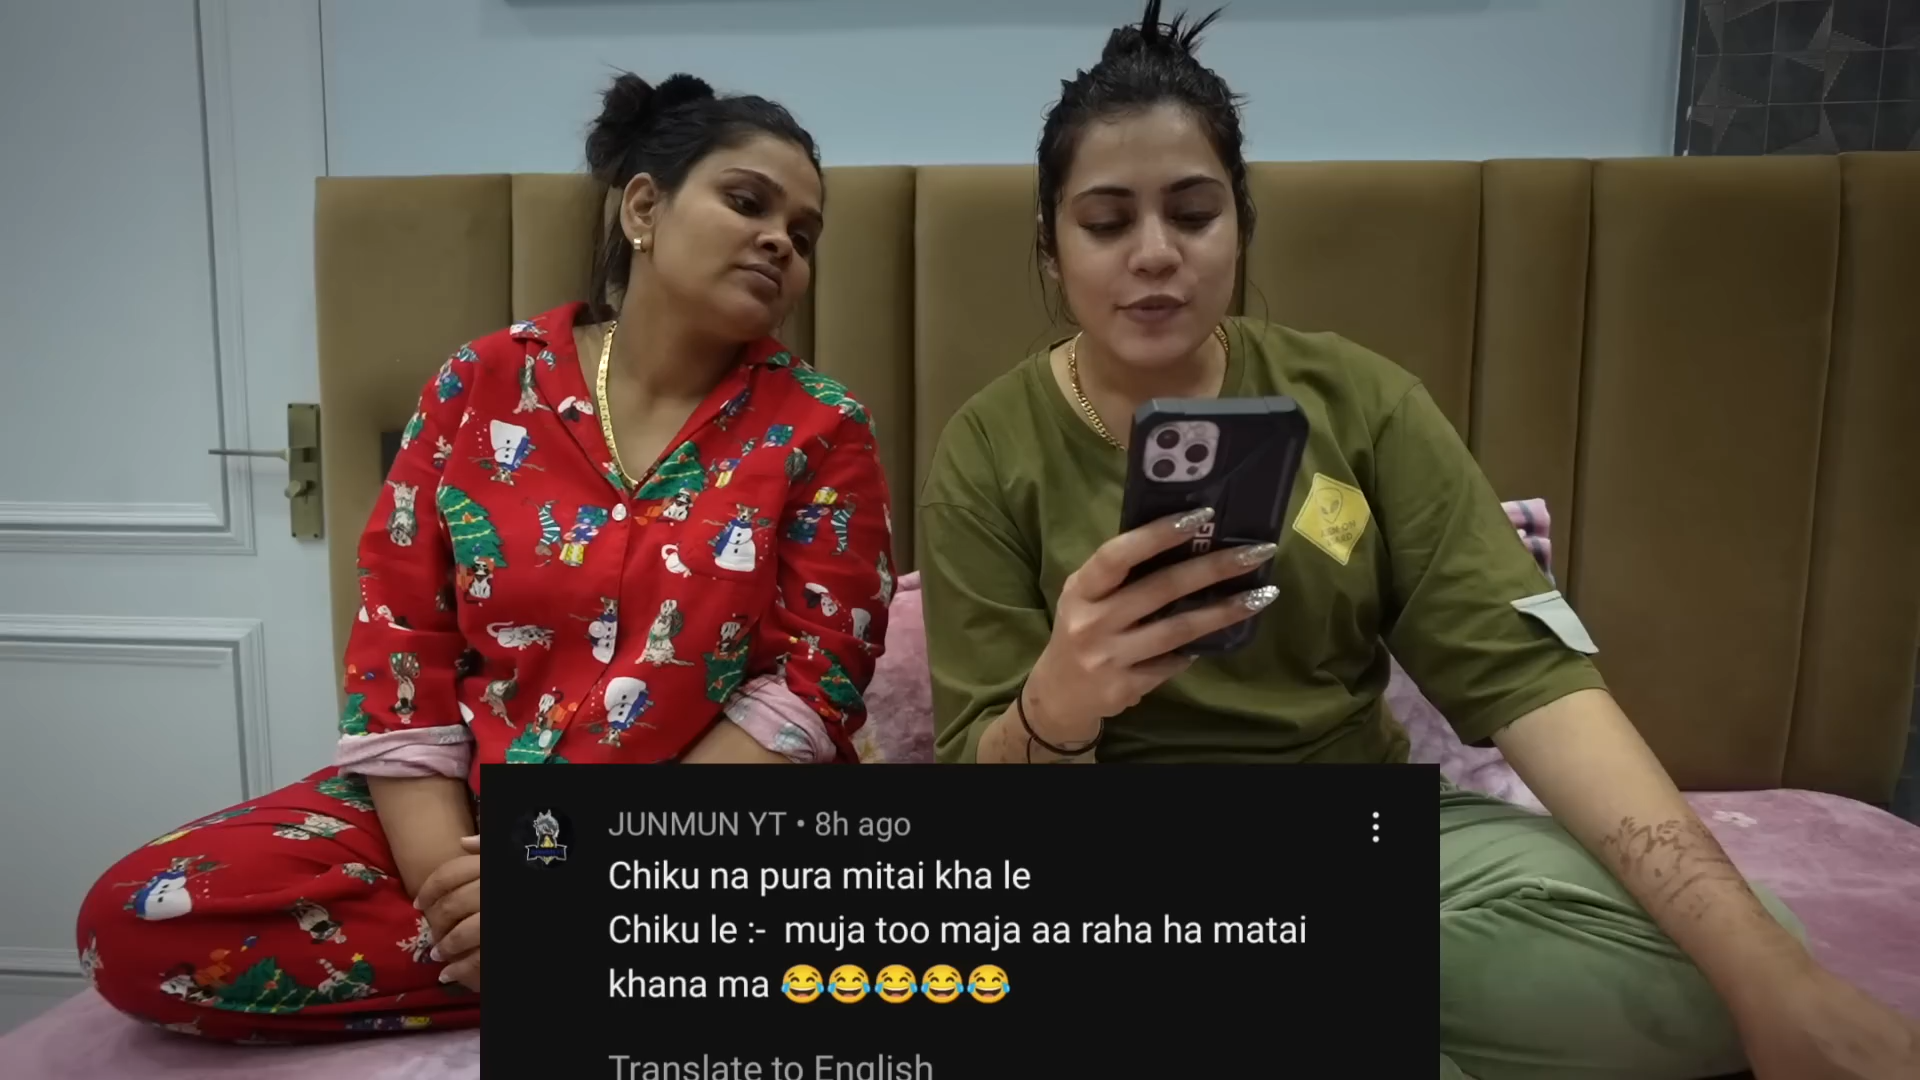 JUNMUN YT • 8h ago
Chiku na pura mitai kha le
Chiku le :- muja too maja aa raha ha matai
khana ma 😂😂😂😂😂
Translate to English